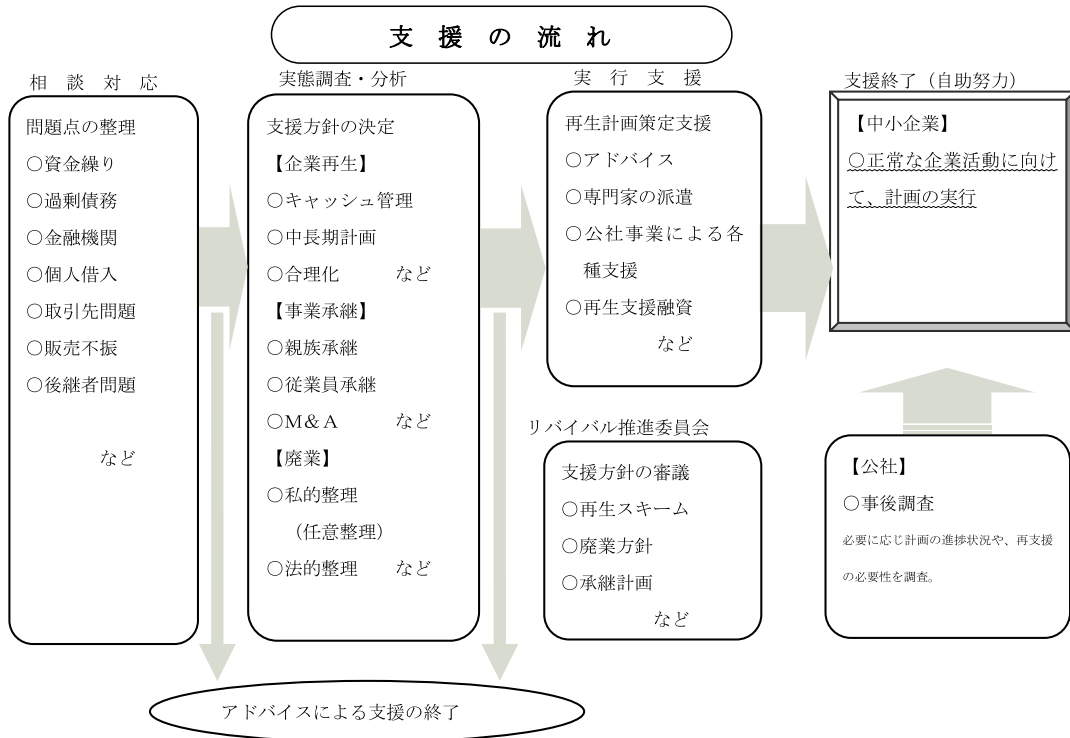 支 援 の 流 れ
相 談 対 応
問題点の整理
○資金繰り
○過剰債務
○金融機関
○個人借入
○取引先問題
○販売不振
○後継者問題
など
実態調査・分析
支援方針の決定
【企業再生】
○キャッシュ管理
○中長期計画
○合理化 など
【事業承継】
○親族承継
○従業員承継
○M&A など
【廃業】
○私的整理
(任意整理)
○法的整理 など
実 行 支 援
再生計画策定支援
○アドバイス
○専門家の派遣
○公社事業による各
種支援
○再生支援融資
など
リバイバル推進委員会
支援方針の審議
○再生スキーム
○廃業方針
○承継計画
など
支援終了(自助努力)
【中小企業】
○正常な企業活動に向け
て、計画の実行
【公社】
○事後調査
必要に応じ計画の進捗状況や、再支援
の必要性を調査。
アドバイスによる支援の終了